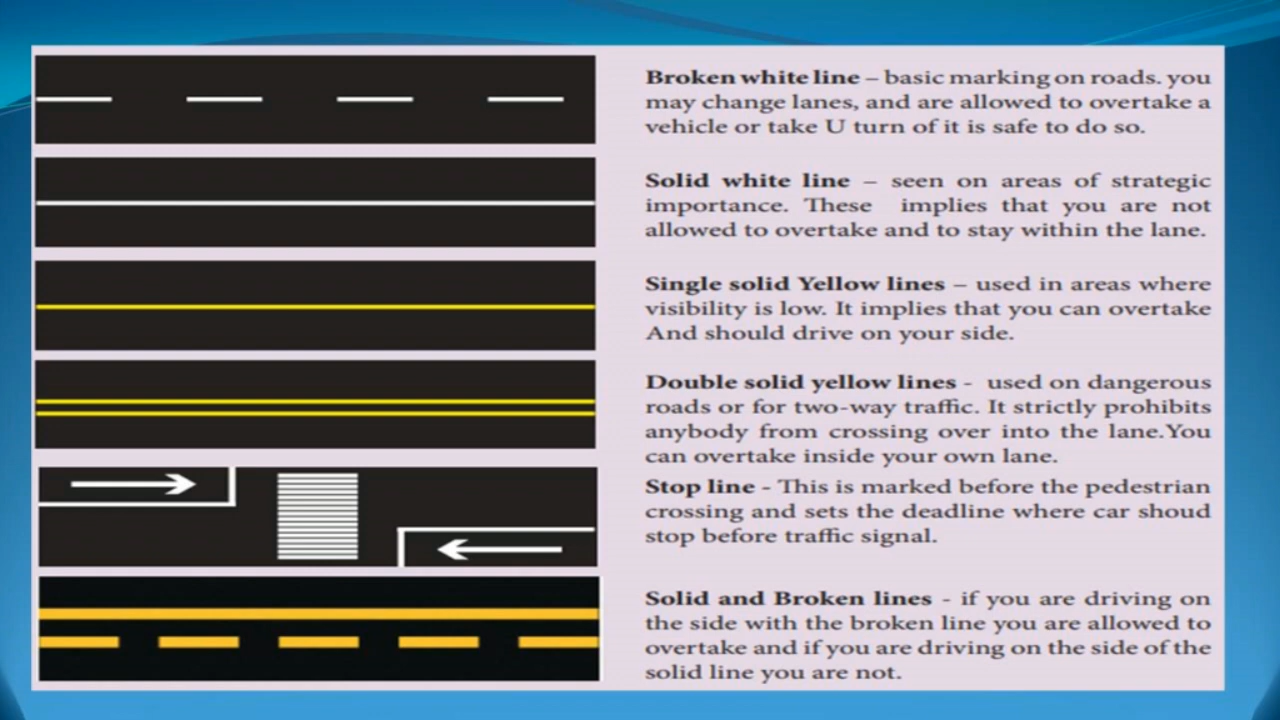 Broken white line – basic marking on roads. you
may change lanes, and are allowed to overtake a
vehicle or take U turn of it is safe to do so.
Solid white line – seen on areas of strategic
importance. These implies that you are not
allowed to overtake and to stay within the lane.
Single solid Yellow lines – used in areas where
visibility is low. It implies that you can overtake
And should drive on your side.
Double solid yellow lines - used on dangerous
roads or for two-way traffic. It strictly prohibits
anybody from crossing over into the lane.You
can overtake inside your own lane.
Stop line - This is marked before the pedestrian
crossing and sets the deadline where car shoud
stop before traffic signal.
Solid and Broken lines - if you are driving on
the side with the broken line you are allowed to
overtake and if you are driving on the side of the
solid line you are not.